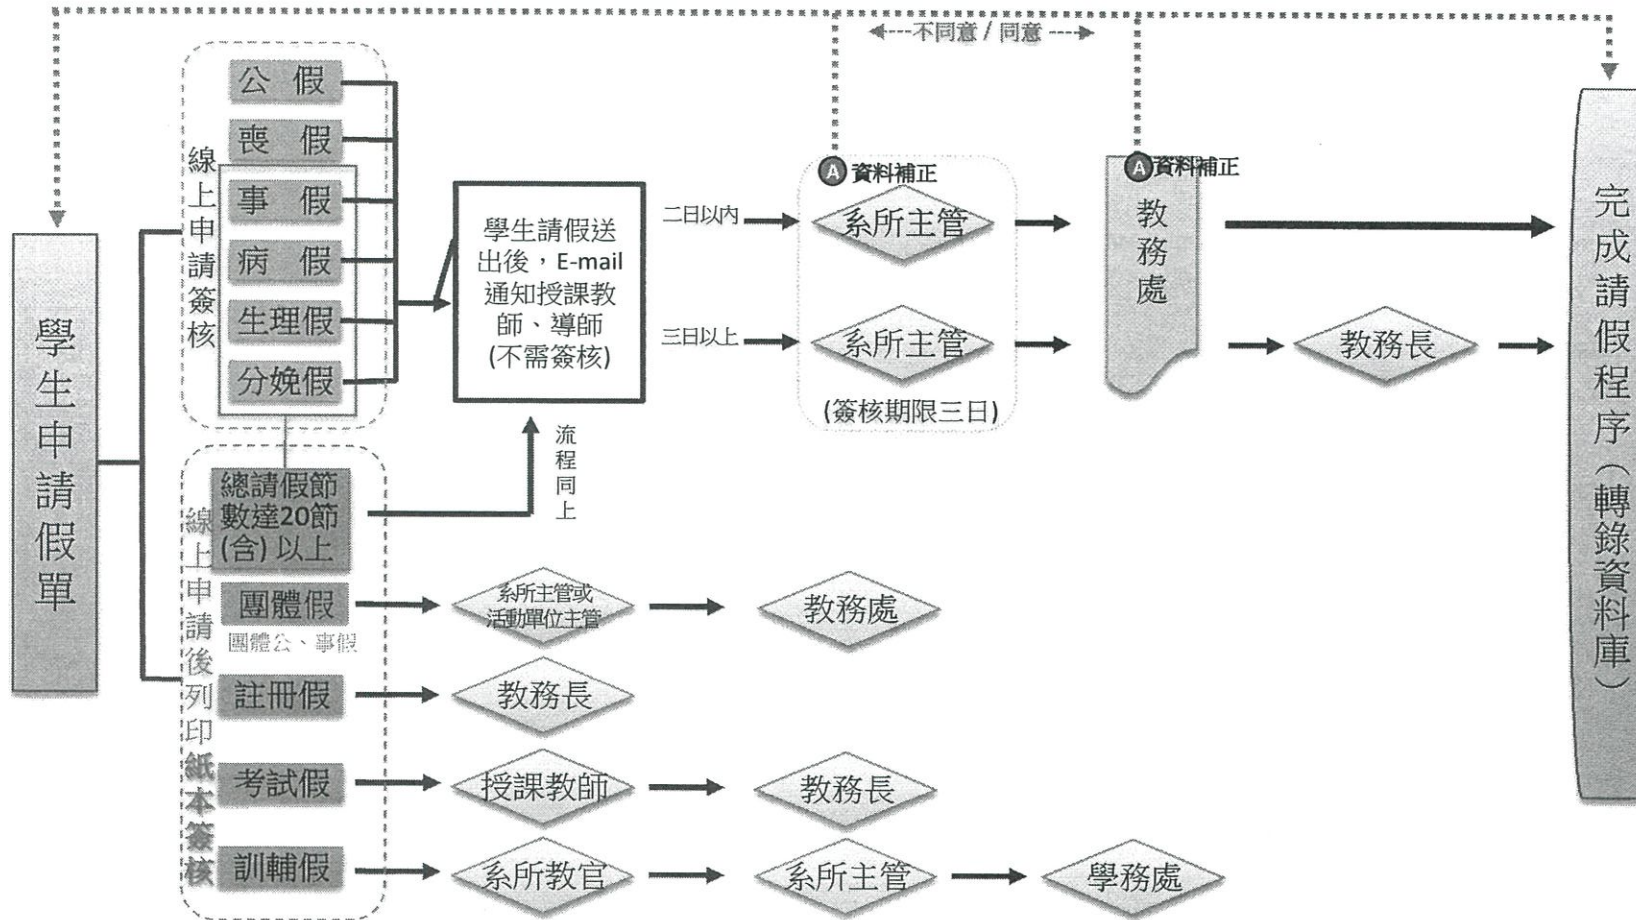 不同意 / 同意
學生申請假單
線上申請簽核
公 假
喪 假
事 假
病 假
生理假
分娩假
學生請假送
出後，E-mail
通知授課教
師、導師
(不需簽核)
二日以內
三日以上
A 資料補正
系所主管
系所主管
(簽核期限三日)
A 資料補正
教務處
教務長
完成請假程序(轉錄資料庫)
流程同上
線上申請後列印紙本簽核
總請假節
數達20節
(含) 以上
團體假
團體公、事假
系所主管或
活動單位主管
教務處
註冊假
教務長
考試假
授課教師
教務長
訓輔假
系所教官
系所主管
學務處